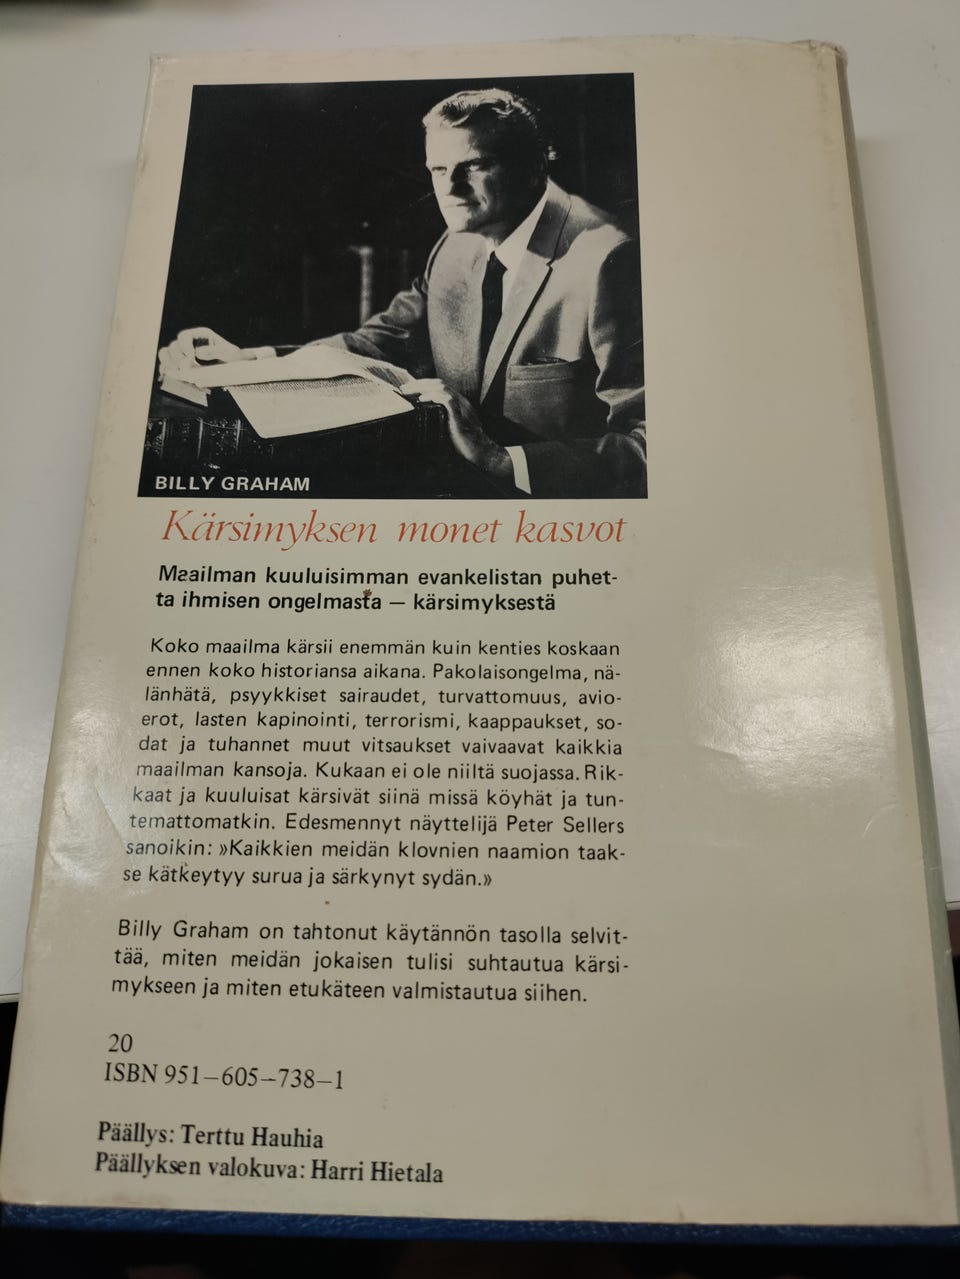 BILLY GRAHAM
Kärsimyksen monet kasvot
Maailman kuuluisimman evankelistan puhet-
ta ihmisen ongelmasta — kärsimyksestä
Koko maailma kärsii enemmän kuin kenties koskaan
ennen koko historiansa aikana. Pakolaisongelma, nä-
länhätä, psyykkiset sairaudet, turvattomuus, avio-
erot, lasten kapinointi, terrorismi, kaappaukset, so-
dat ja tuhannet muut vitsaukset vaivaavat kaikkia
maailman kansoja. Kukaan ei ole niiltä suojassa. Rik-
kaat ja kuuluisat kärsivät siinä missä köyhät ja tun-
temattomatkin. Edesmennyt näyttelijä Peter Sellers
sanoikin: »Kaikkien meidän klovnien naamion taak-
se kätkeytyy surua ja särkynyt sydän.»
Billy Graham on tahtonut käytännön tasolla selvit-
tää, miten meidän jokaisen tulisi suhtautua kärsi-
mykseen ja miten etukäteen valmistautua siihen.
20
ISBN 951–605–738–1
Päällys: Terttu Hauhia
Päällyksen valokuva: Harri Hietala